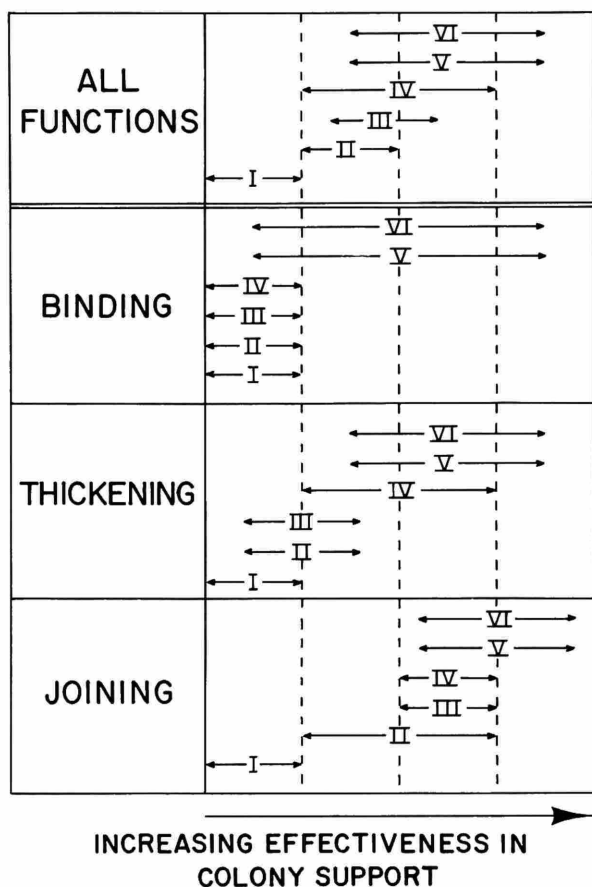 ALL
FUNCTIONS
VI
V
IV
III
II
I
BINDING
VI
V
IV
III
II
I
THICKENING
VI
V
IV
III
II
I
JOINING
VI
V
IV
III
II
I
INCREASING EFFECTIVENESS IN
COLONY SUPPORT